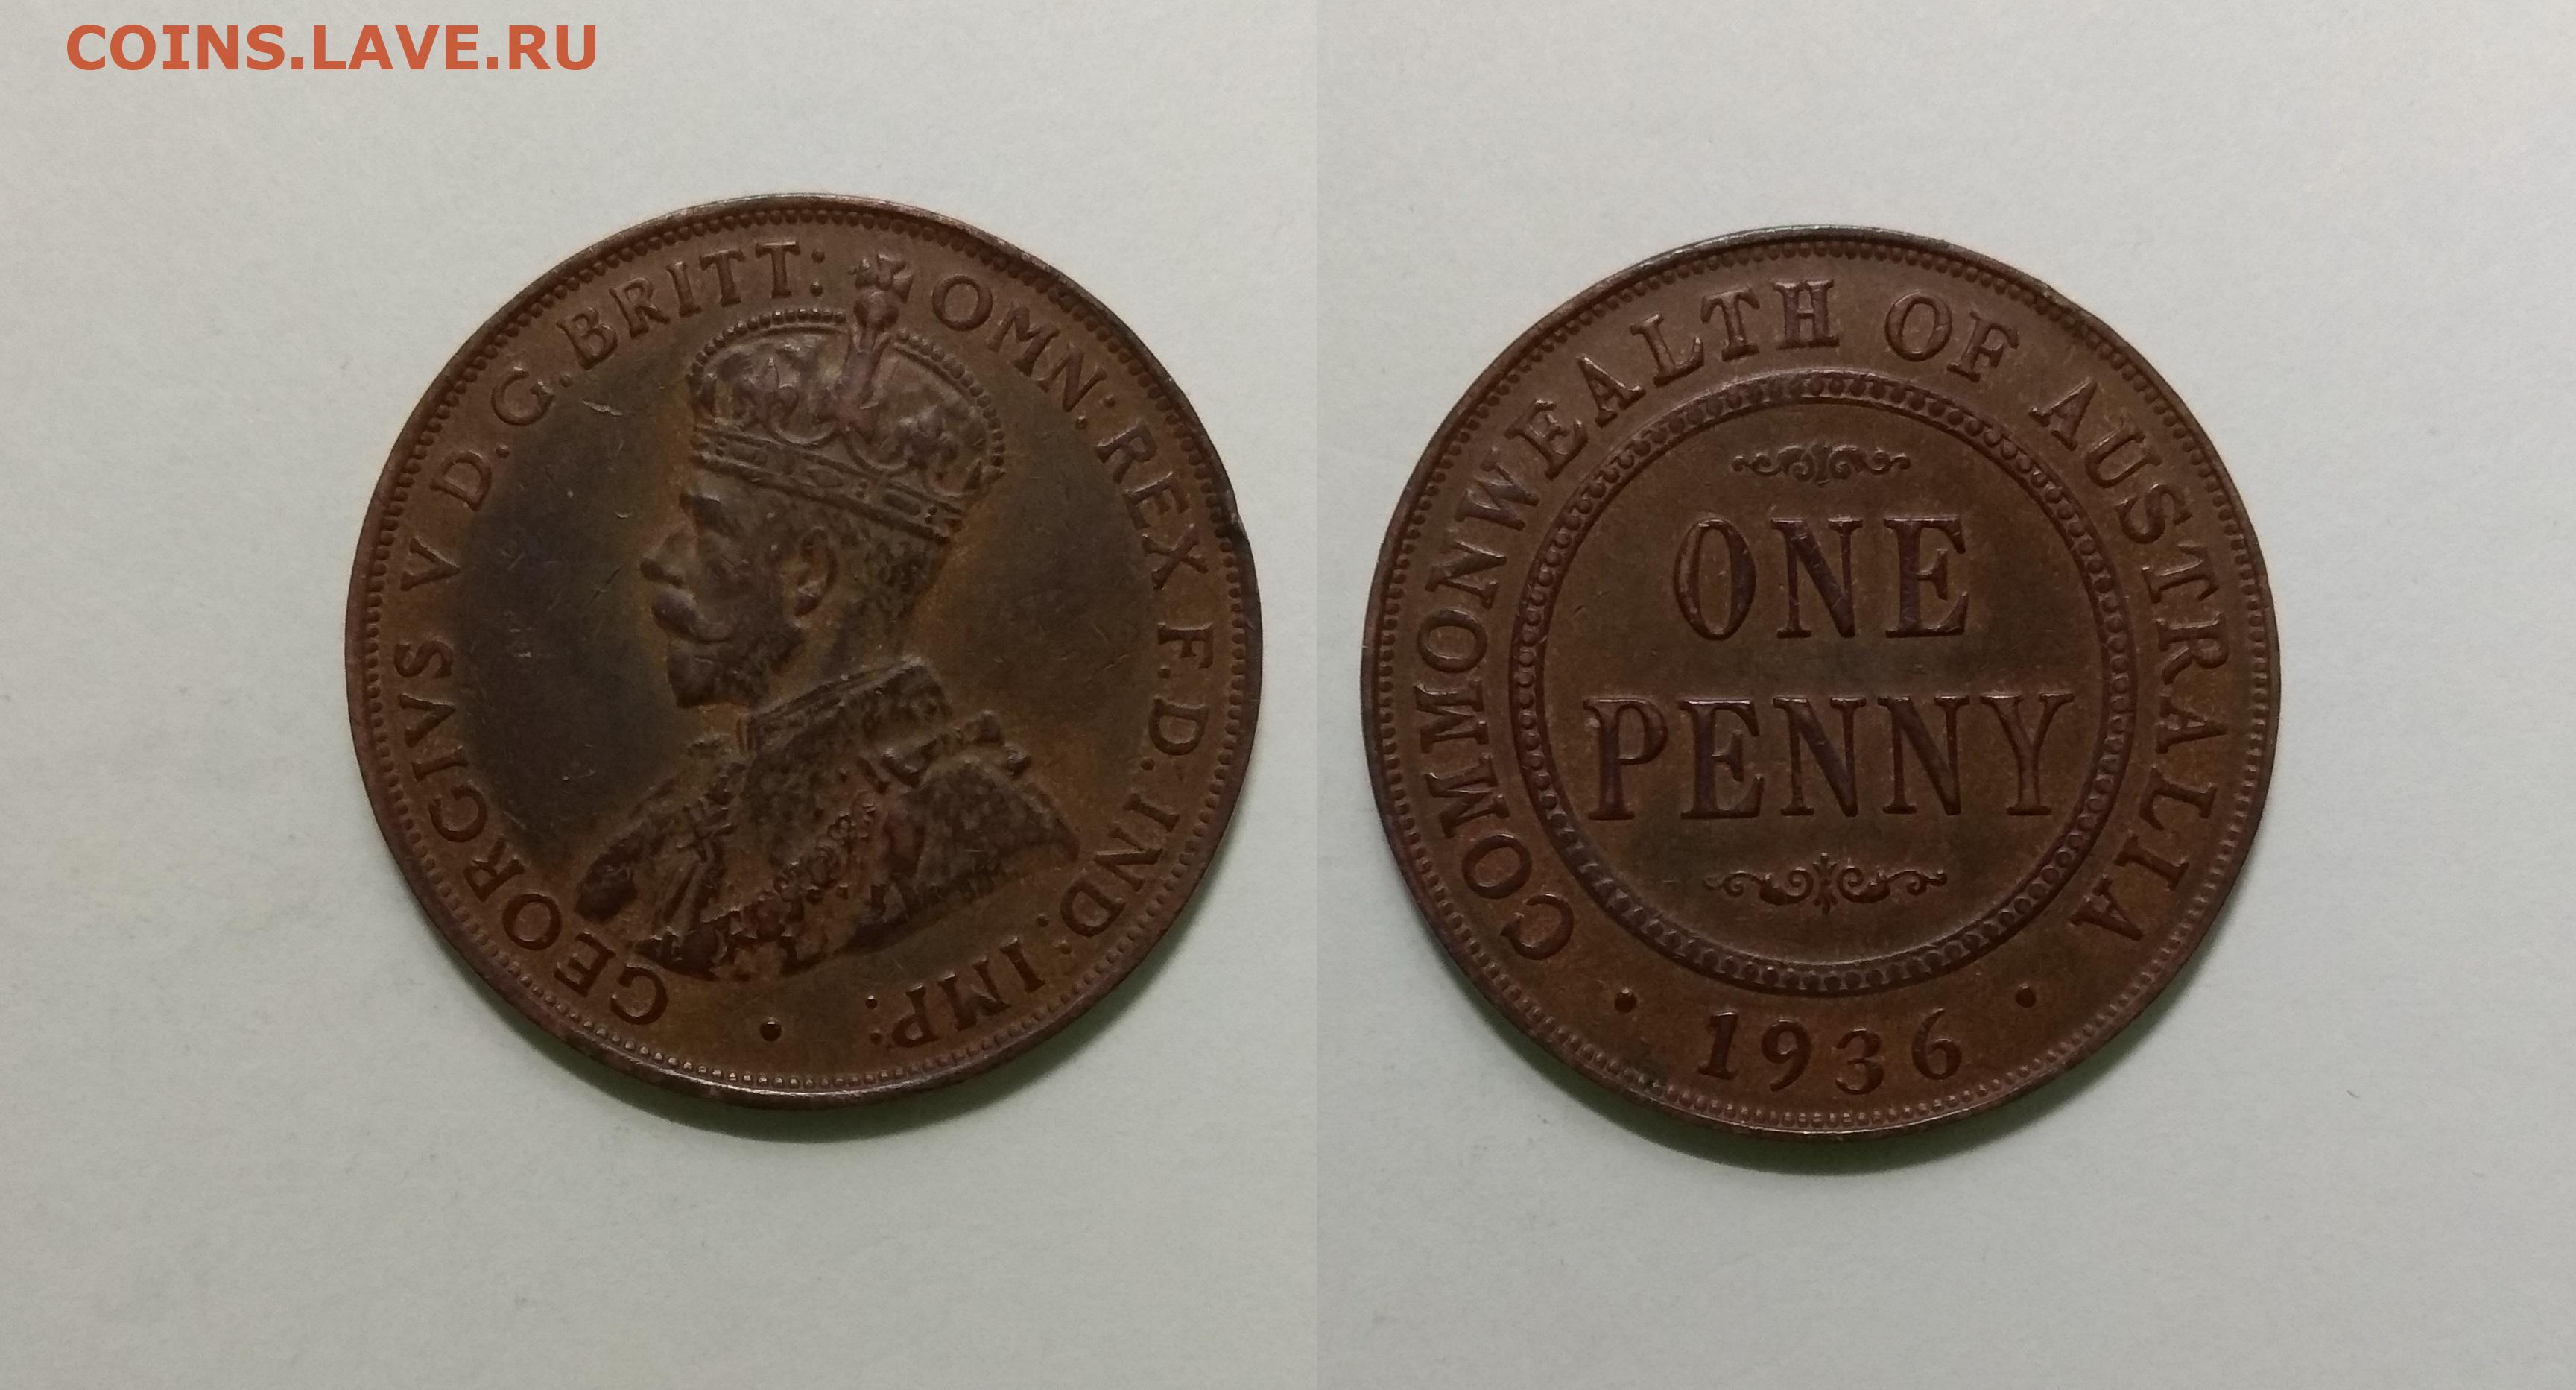 COINS.LAVE.RU
GEORGIVS V D.G.BRITT: OMN: REX F.D. IND: IMP:
COMMONWEALTH OF AUSTRALIA
ONE
PENNY
· 1936 ·